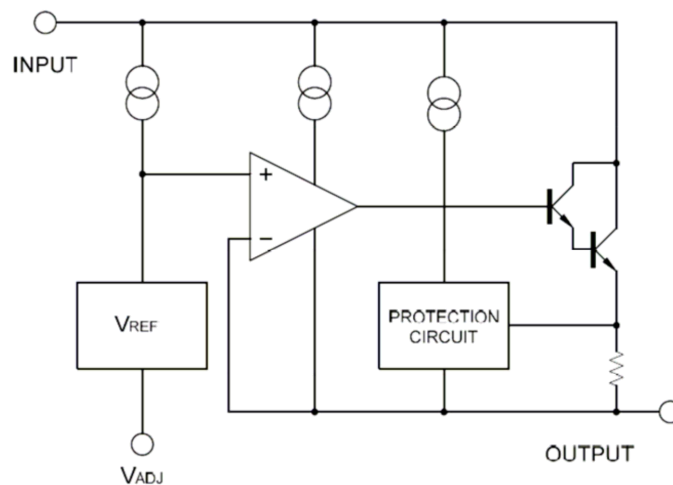 INPUT
+
−
VREF
PROTECTION
CIRCUIT
OUTPUT
VADJ